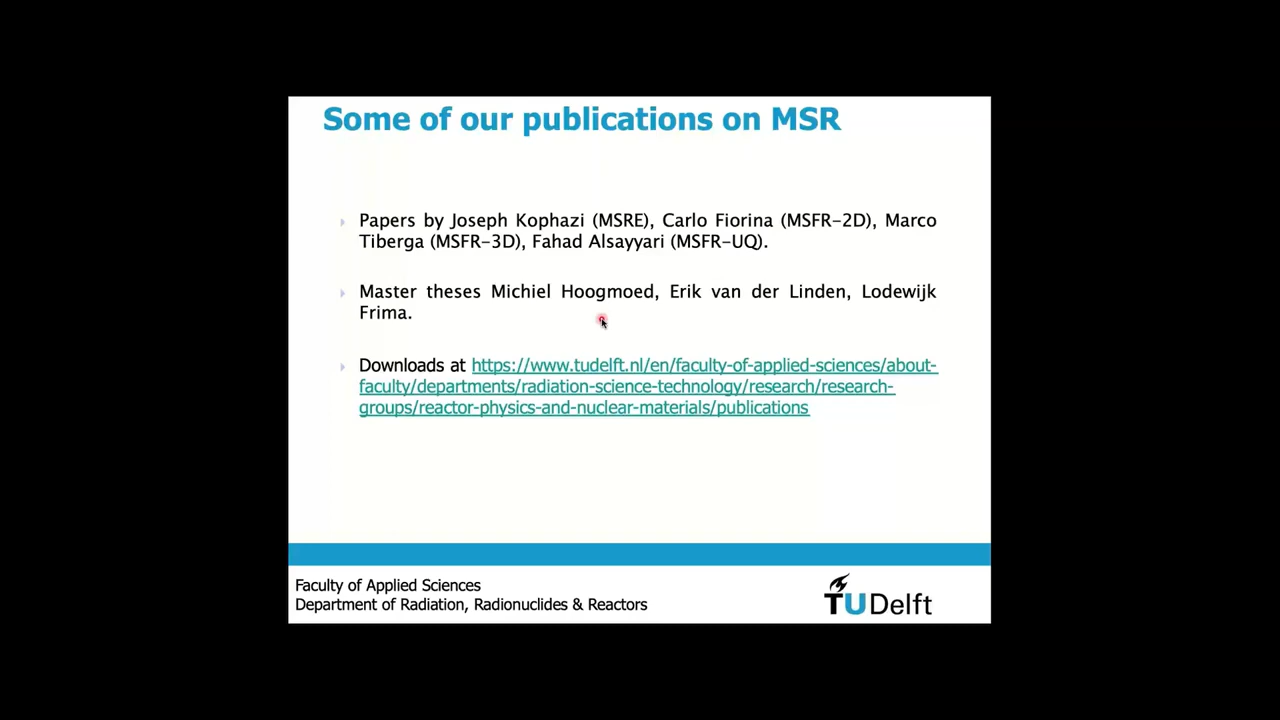 Some of our publications on MSR
Papers by Joseph Kophazi (MSRE), Carlo Fiorina (MSFR-2D), Marco
Tiberga (MSFR-3D), Fahad Alsayyari (MSFR-UQ).
Master theses Michiel Hoogmoed, Erik van der Linden, Lodewijk
Frima.
Downloads at https://www.tudelft.nl/en/faculty-of-applied-sciences/about-
faculty/departments/radiation-science-technology/research/research-
groups/reactor-physics-and-nuclear-materials/publications
Faculty of Applied Sciences
Department of Radiation, Radionuclides & Reactors
TUDelft